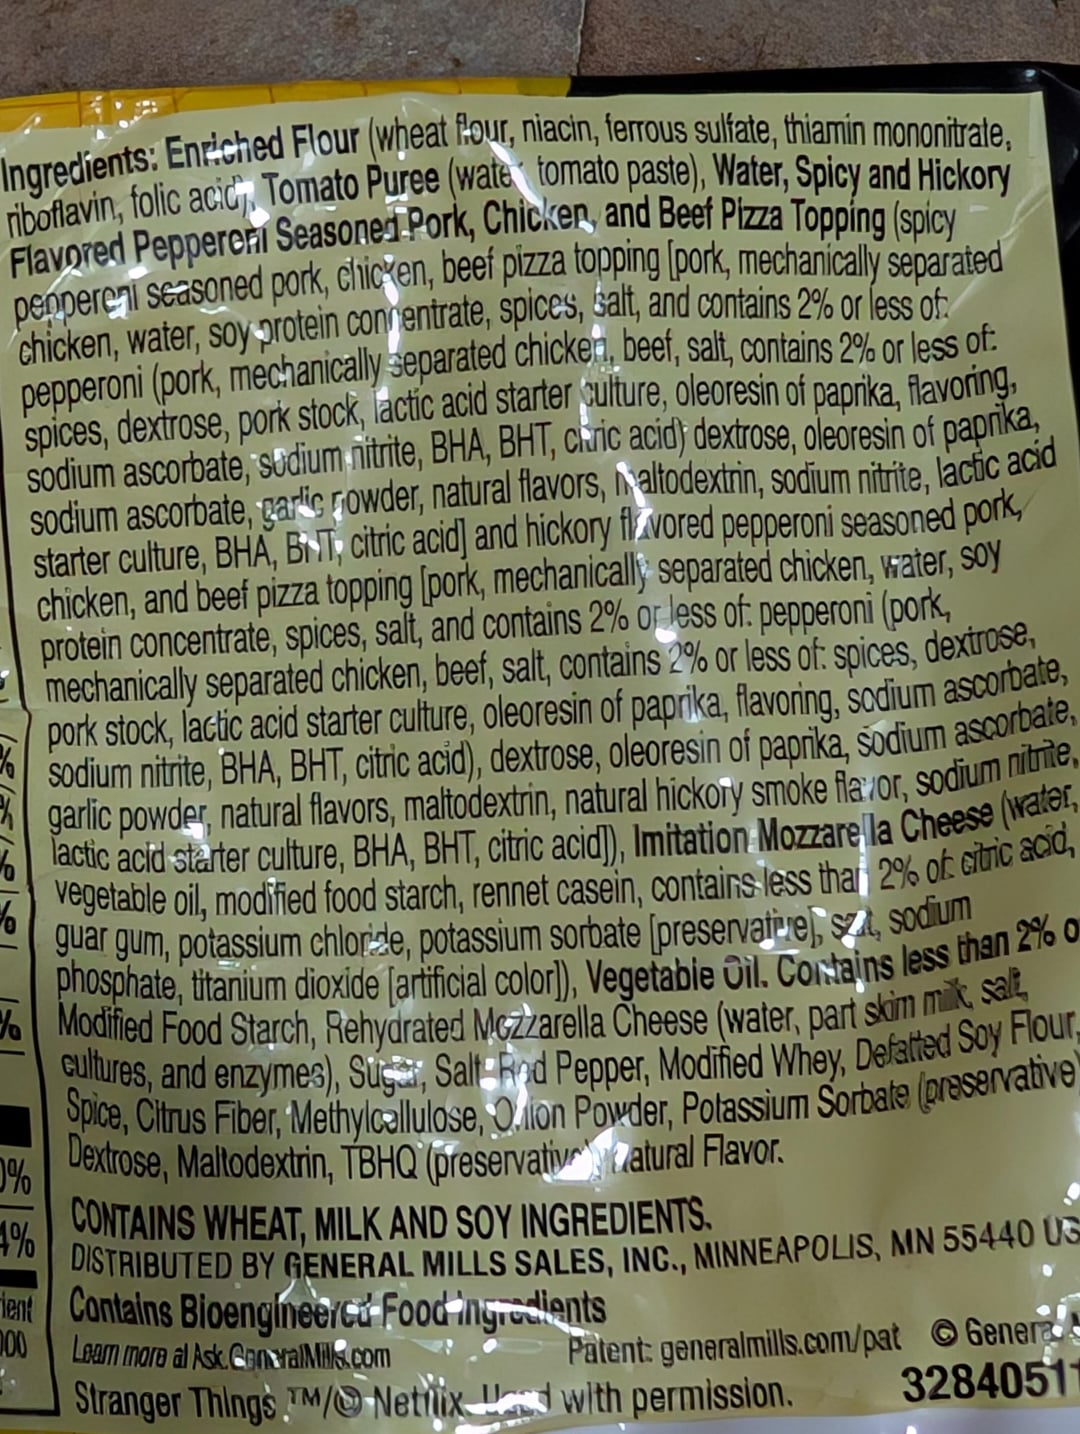 Ingredients: Enriched Flour (wheat flour, niacin, ferrous sulfate, thiamin mononitrate,
riboflavin, folic acid), Tomato Puree (water, tomato paste), Water, Spicy and Hickory
Flavored Pepperoni Seasoned Pork, Chicken, and Beef Pizza Topping (spicy
pepperoni seasoned pork, chicken, beef pizza topping [pork, mechanically separated
chicken, water, soy protein concentrate, spices, salt, and contains 2% or less of:
pepperoni (pork, mechanically separated chicken, beef, salt, contains 2% or less of:
spices, dextrose, pork stock, lactic acid starter culture, oleoresin of paprika, flavoring,
sodium ascorbate, sodium nitrite, BHA, BHT, citric acid) dextrose, oleoresin of paprika,
sodium ascorbate, garlic powder, natural flavors, maltodextrin, sodium nitrite, lactic acid
starter culture, BHA, BHT, citric acid] and hickory flavored pepperoni seasoned pork,
chicken, and beef pizza topping [pork, mechanically separated chicken, water, soy
protein concentrate, spices, salt, and contains 2% or less of: pepperoni (pork,
mechanically separated chicken, beef, salt, contains 2% or less of: spices, dextrose,
pork stock, lactic acid starter culture, oleoresin of paprika, flavoring, sodium ascorbate,
sodium nitrite, BHA, BHT, citric acid), dextrose, oleoresin of paprika, sodium ascorbate,
garlic powder, natural flavors, maltodextrin, natural hickory smoke flavor, sodium nitrite,
lactic acid starter culture, BHA, BHT, citric acid]), Imitation Mozzarella Cheese (water,
vegetable oil, modified food starch, rennet casein, contains less than 2% of: citric acid,
guar gum, potassium chloride, potassium sorbate [preservative], salt, sodium
phosphate, titanium dioxide [artificial color]), Vegetable Oil. Contains less than 2% o
Modified Food Starch, Rehydrated Mozzarella Cheese (water, part skim milk, salt,
cultures, and enzymes), Sugar, Salt, Red Pepper, Modified Whey, Defatted Soy Flour,
Spice, Citrus Fiber, Methylcellulose, Onion Powder, Potassium Sorbate (preservative)
Dextrose, Maltodextrin, TBHQ (preservative), Natural Flavor.
CONTAINS WHEAT, MILK AND SOY INGREDIENTS.
DISTRIBUTED BY GENERAL MILLS SALES, INC., MINNEAPOLIS, MN 55440 US
Contains Bioengineered Food Ingredients
Learn more at Ask.GeneralMills.com
Patent: generalmills.com/pat © General
Stranger Things ™/© Netflix. Used with permission.
3284051
0%
4%